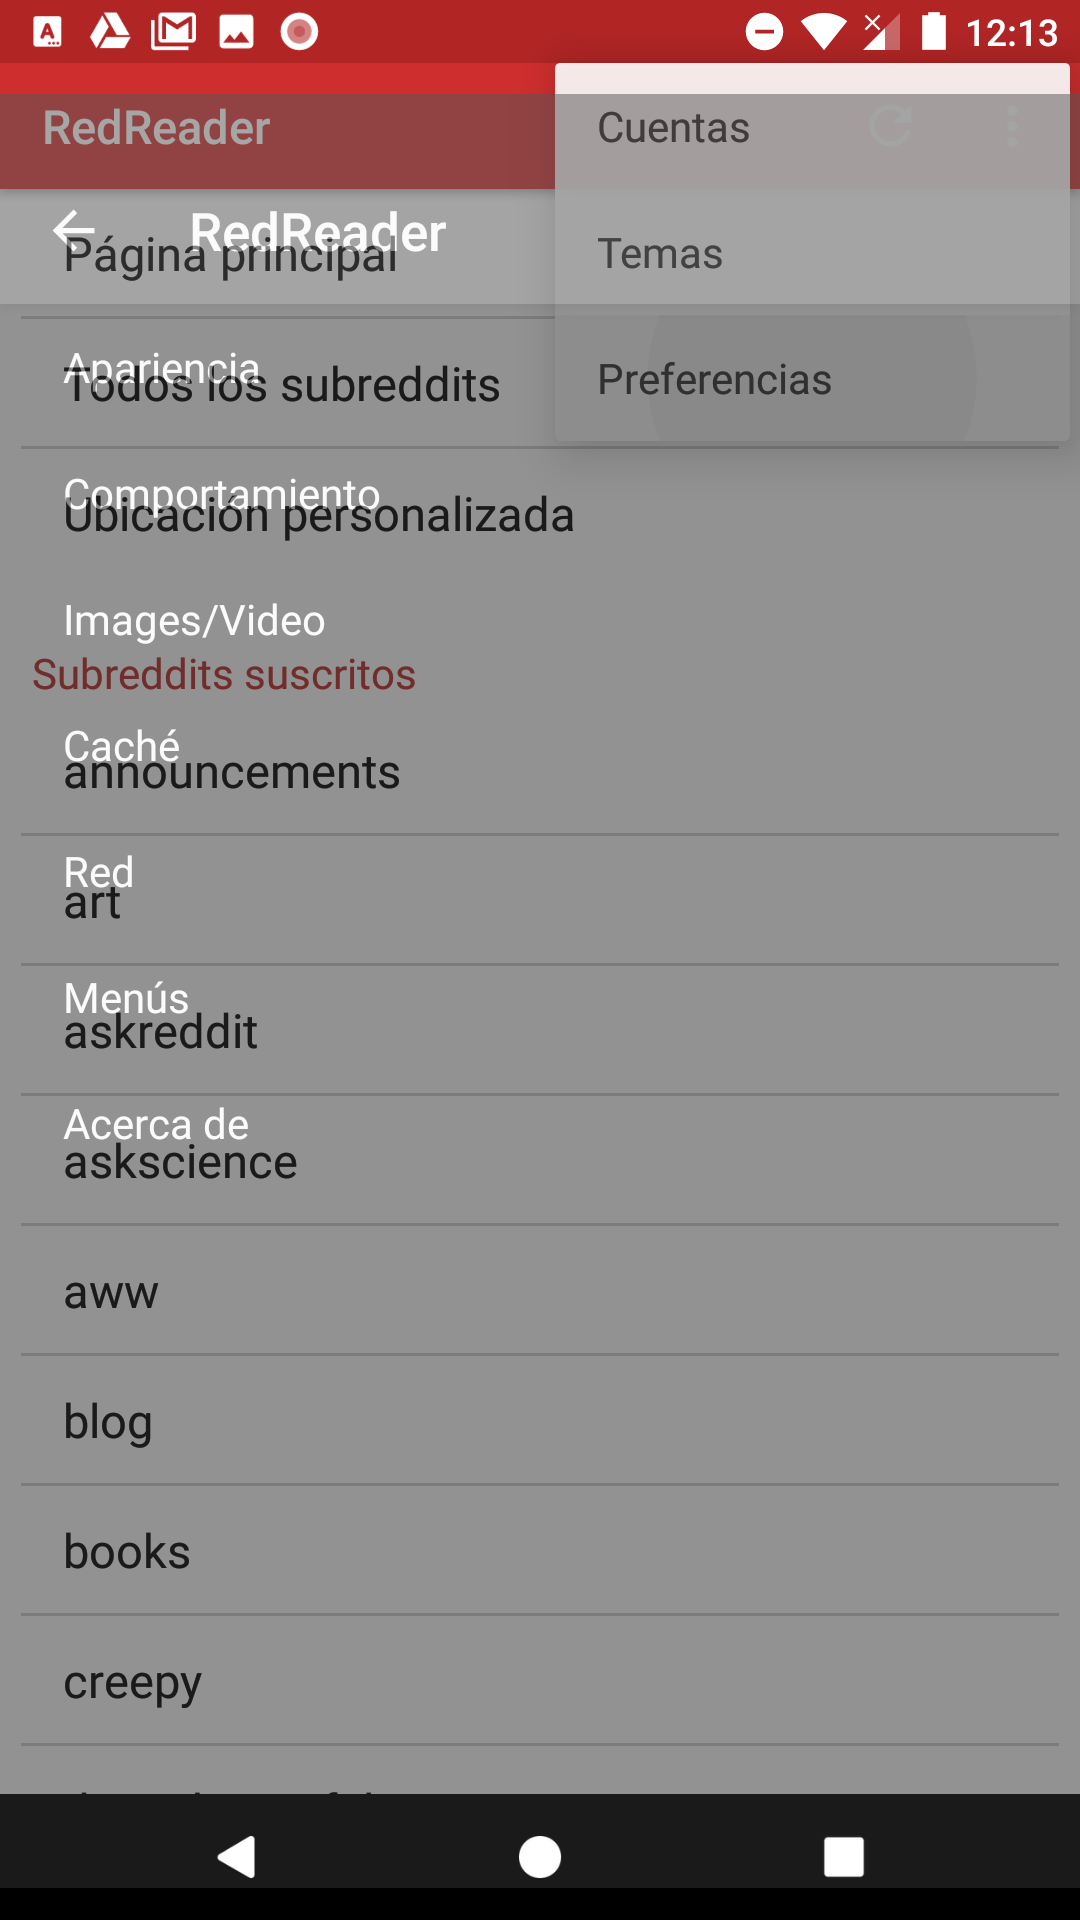 12:13
RedReader
Cuentas
RedReader
Página principal
Temas
Apariencia
Todos los subreddits
Preferencias
Comportamiento
Ubicación personalizada
Images/Video
Subreddits suscritos
Caché
announcements
Red
art
Menús
askreddit
Acerca de
askscience
aww
blog
books
creepy